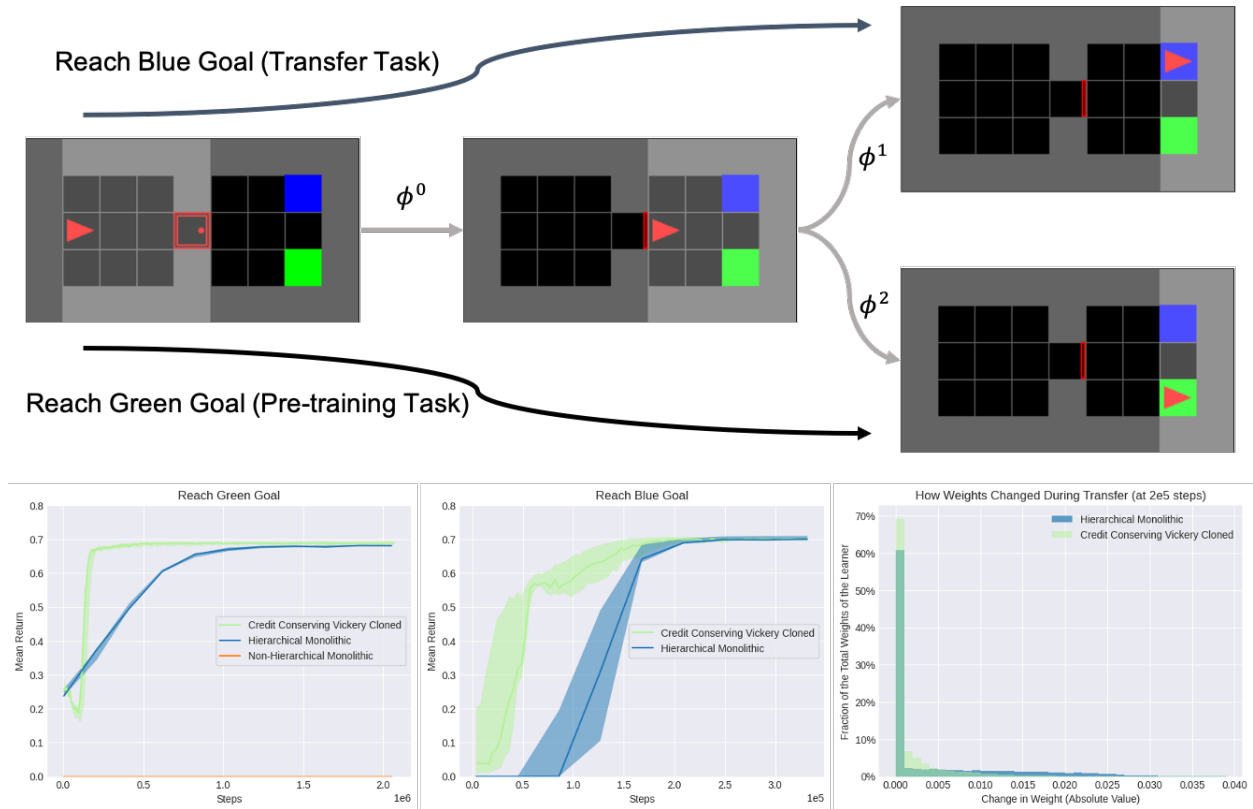 Reach Blue Goal (Transfer Task)
ϕ⁰
ϕ¹
ϕ²
Reach Green Goal (Pre-training Task)
Reach Green Goal
0.8
0.7
0.6
0.5
0.4
0.3
0.2
0.1
0.0
Mean Return
Credit Conserving Vickery Cloned
Hierarchical Monolithic
Non-Hierarchical Monolithic
0.0 0.5 1.0 1.5 2.0
1e6
Steps
Reach Blue Goal
0.8
0.7
0.6
0.5
0.4
0.3
0.2
0.1
0.0
Mean Return
Credit Conserving Vickery Cloned
Hierarchical Monolithic
0.0 0.5 1.0 1.5 2.0 2.5 3.0
1e5
Steps
How Weights Changed During Transfer (at 2e5 steps)
70%
60%
50%
40%
30%
20%
10%
0%
Fraction of the Total Weights of the Learner
Hierarchical Monolithic
Credit Conserving Vickery Cloned
0.000 0.005 0.010 0.015 0.020 0.025 0.030 0.035 0.040
Change in Weight (Absolute Value)